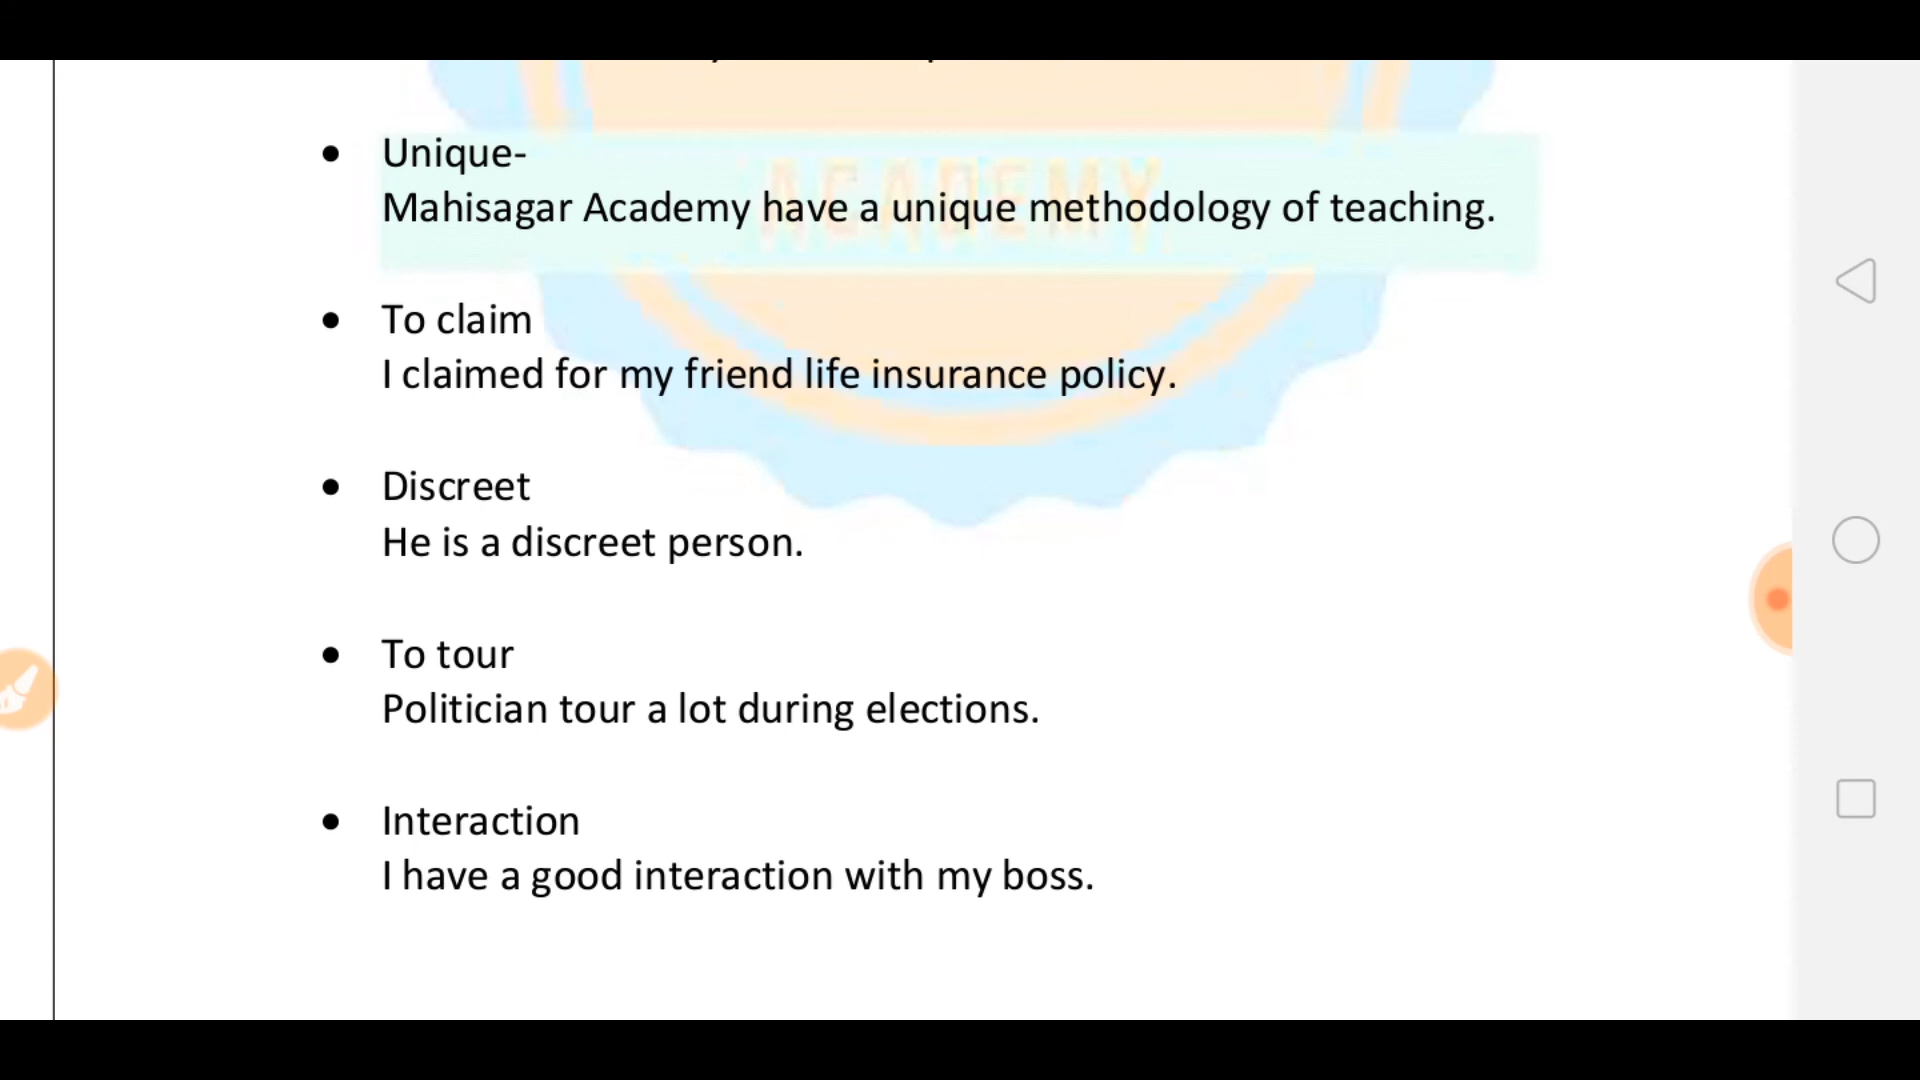 ACADEMY
• Unique-
Mahisagar Academy have a unique methodology of teaching.
• To claim
I claimed for my friend life insurance policy.
• Discreet
He is a discreet person.
• To tour
Politician tour a lot during elections.
• Interaction
I have a good interaction with my boss.